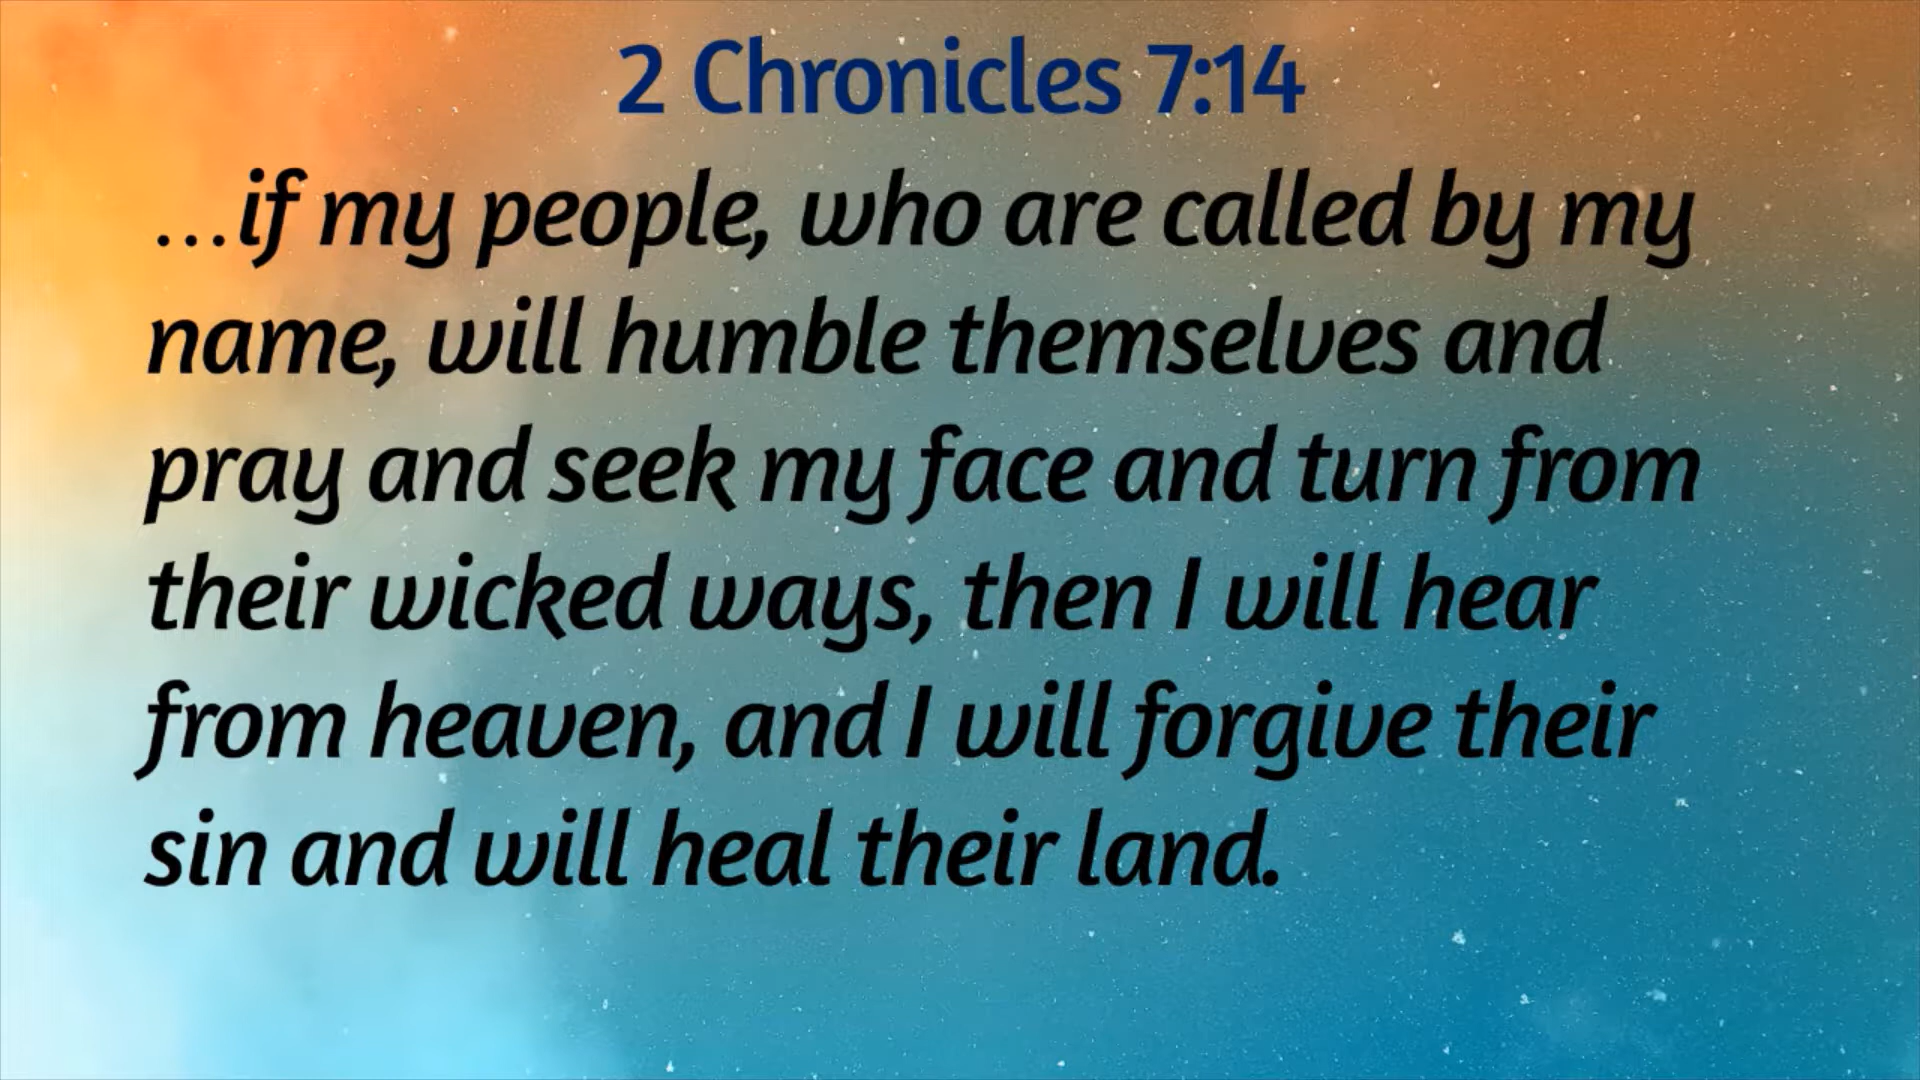 2 Chronicles 7:14
…if my people, who are called by my
name, will humble themselves and
pray and seek my face and turn from
their wicked ways, then I will hear
from heaven, and I will forgive their
sin and will heal their land.